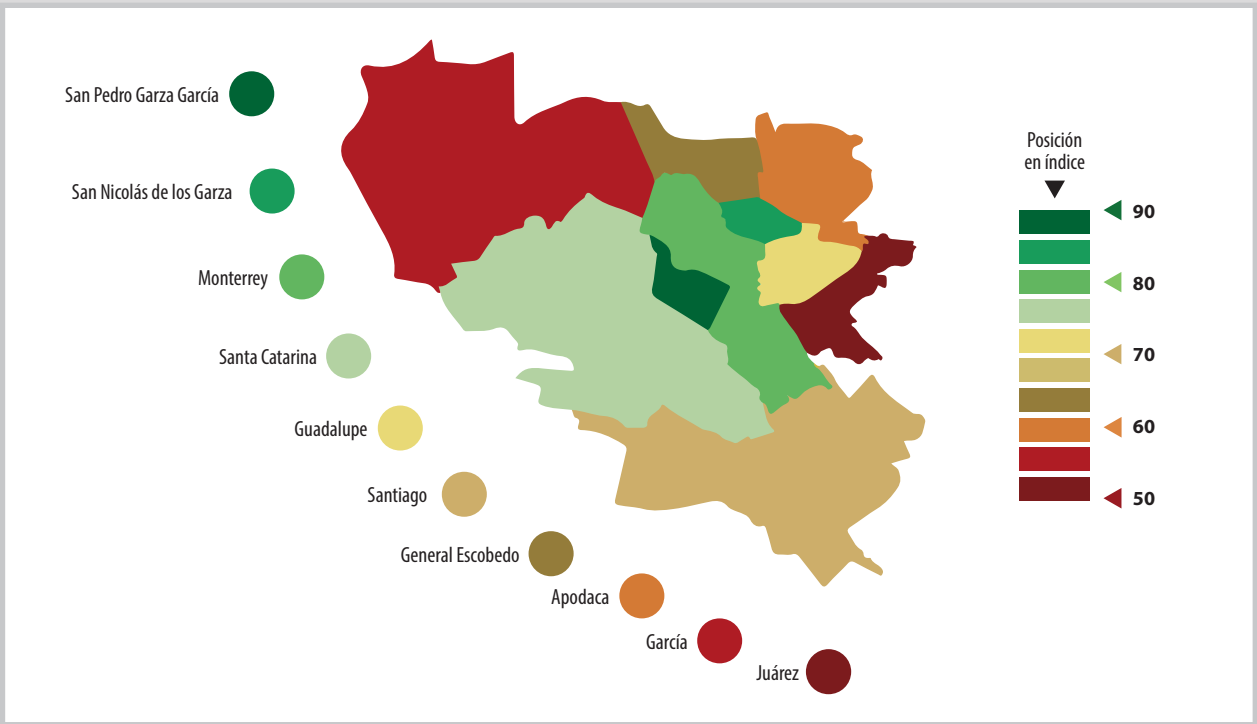 San Pedro Garza García
San Nicolás de los Garza
Monterrey
Santa Catarina
Guadalupe
Santiago
General Escobedo
Apodaca
García
Juárez
Posición
en índice
90
80
70
60
50